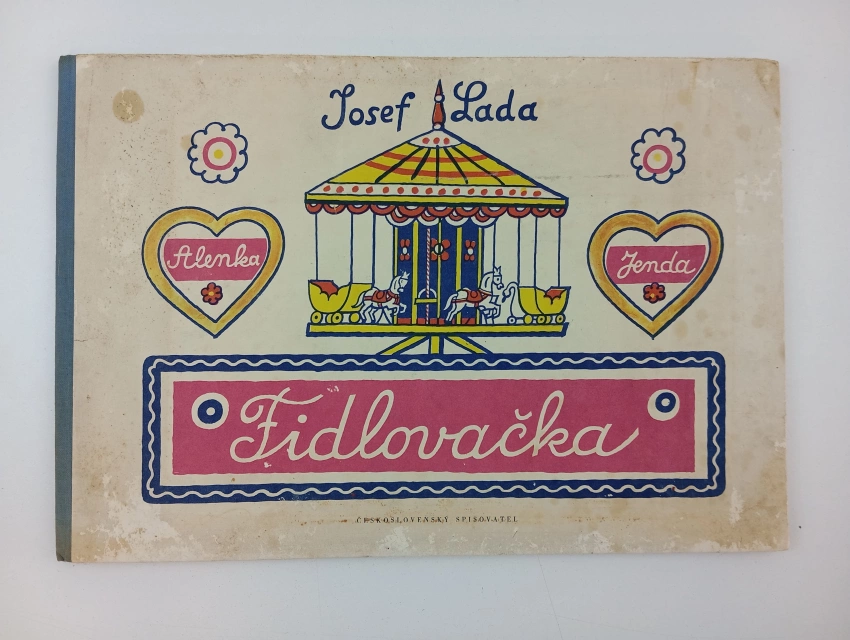 Josef Lada
Alenka
Jenda
Fidlovačka
ČESKOSLOVENSKÝ SPISOVATEL